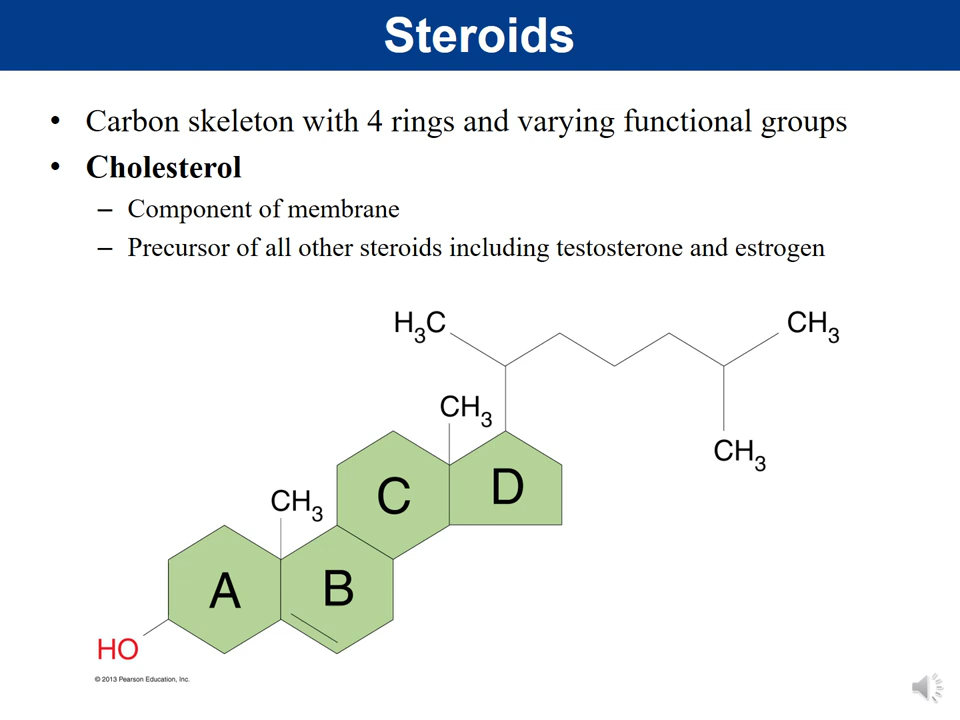 Steroids
• Carbon skeleton with 4 rings and varying functional groups
• Cholesterol
– Component of membrane
– Precursor of all other steroids including testosterone and estrogen
H₃C
CH₃
CH₃
CH₃
C
D
CH₃
A
B
HO
© 2013 Pearson Education, Inc.